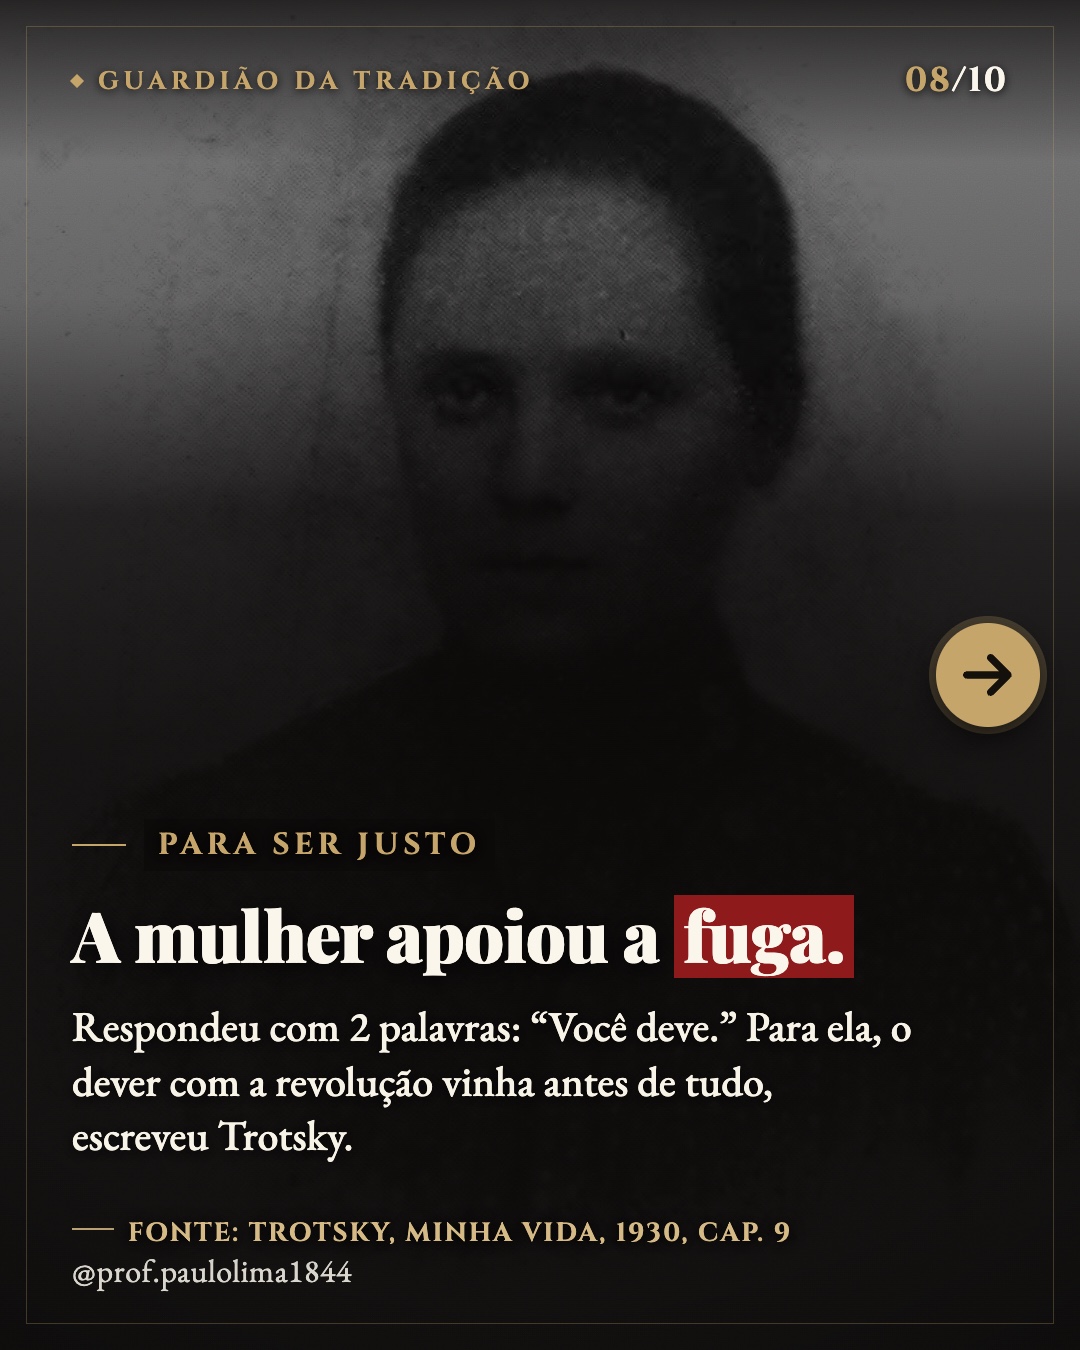 GUARDIÃO DA TRADIÇÃO
08/10
PARA SER JUSTO
A mulher apoiou a fuga.
Respondeu com 2 palavras: “Você deve.” Para ela, o
dever com a revolução vinha antes de tudo,
escreveu Trotsky.
FONTE: TROTSKY, MINHA VIDA, 1930, CAP. 9
@prof.paulolima1844